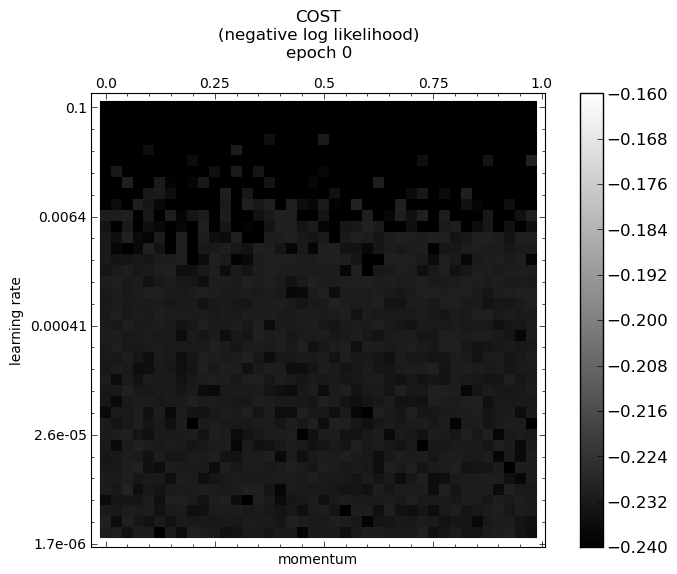 COST
(negative log likelihood)
epoch 0
0.0 0.25 0.5 0.75 1.0
0.1
0.0064
0.00041
2.6e-05
1.7e-06
learning rate
momentum
−0.160
−0.168
−0.176
−0.184
−0.192
−0.200
−0.208
−0.216
−0.224
−0.232
−0.240